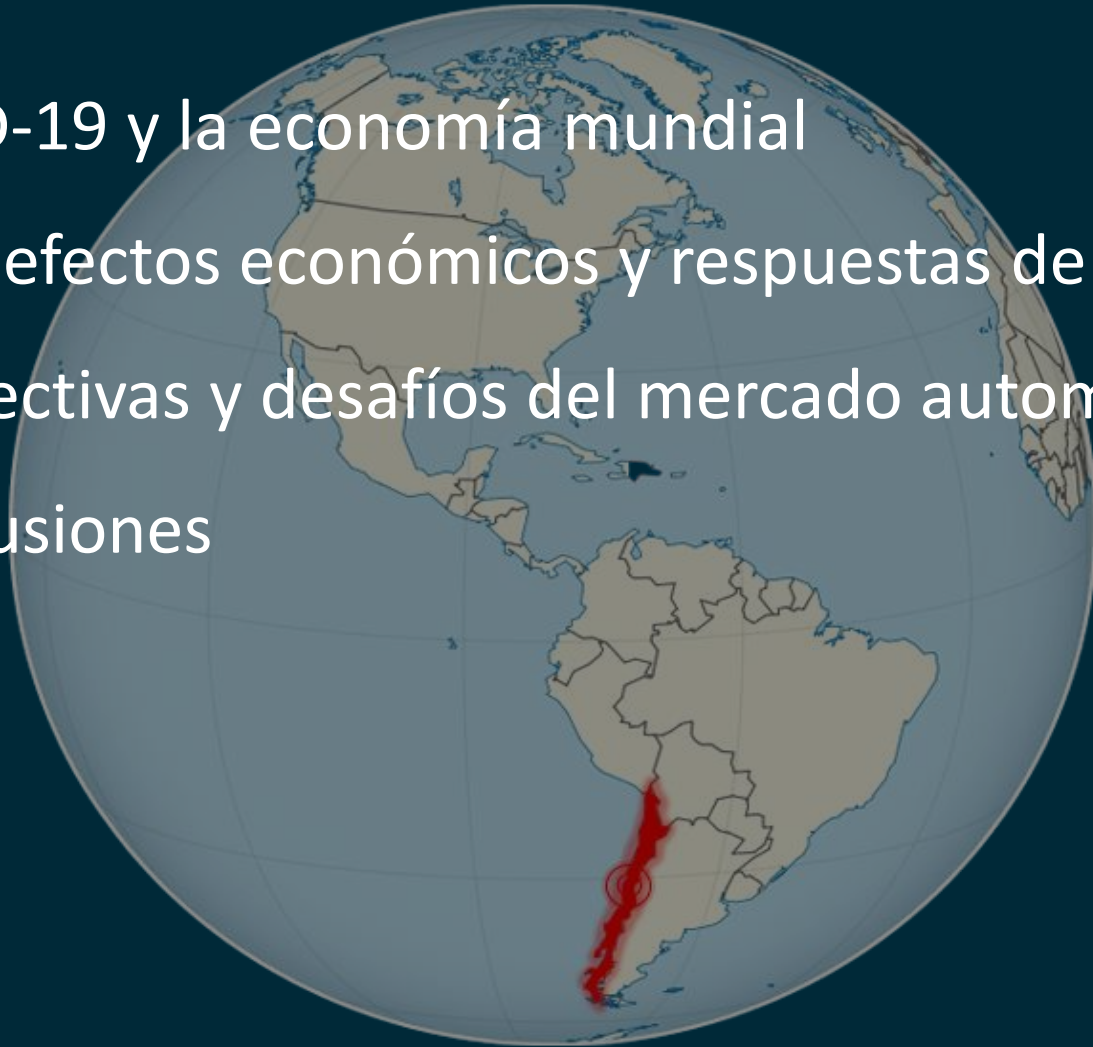 -19 y la economía mundial
efectos económicos y respuestas de
ectivas y desafíos del mercado autom
usiones